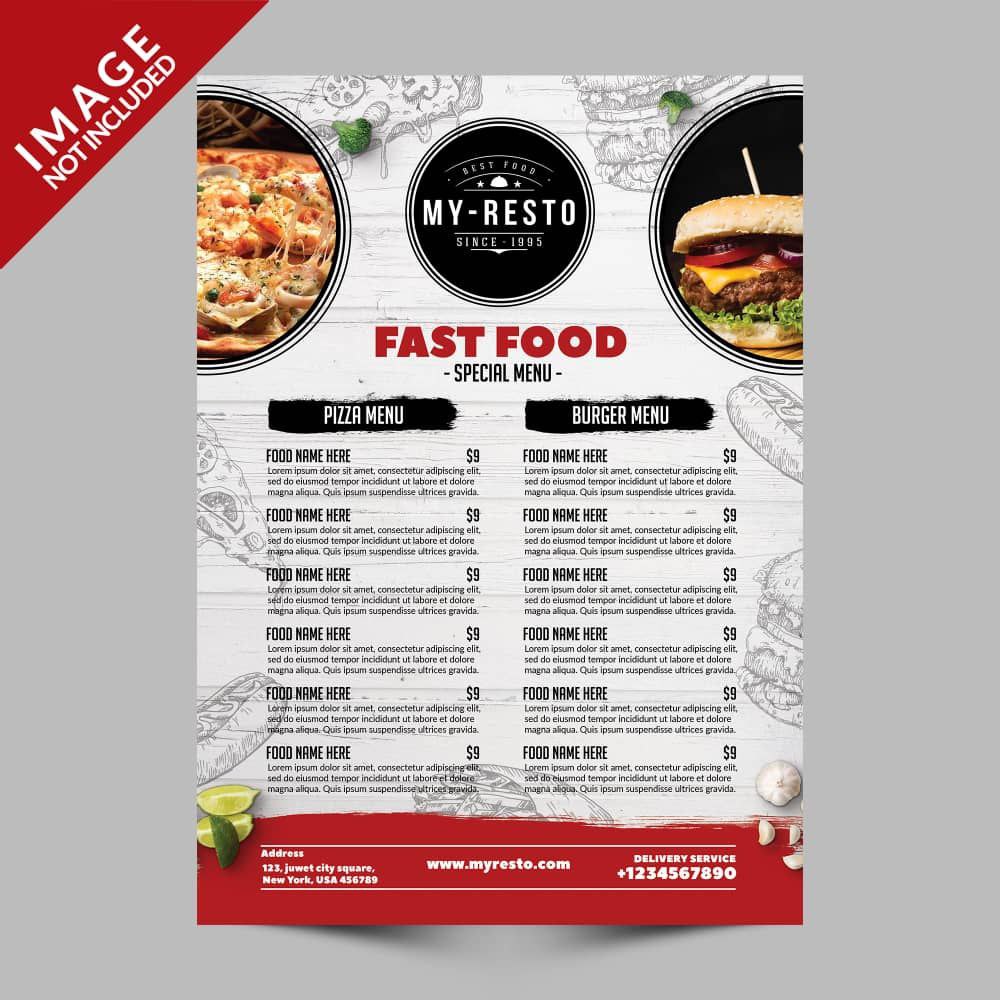 IMAGE
NOT INCLUDED
BEST FOOD
MY-RESTO
SINCE - 1995
FAST FOOD
- SPECIAL MENU -
PIZZA MENU
FOOD NAME HERE $9
Lorem ipsum dolor sit amet, consectetur adipiscing elit,
sed do eiusmod tempor incididunt ut labore et dolore
magna aliqua. Quis ipsum suspendisse ultrices gravida.
FOOD NAME HERE $9
Lorem ipsum dolor sit amet, consectetur adipiscing elit,
sed do eiusmod tempor incididunt ut labore et dolore
magna aliqua. Quis ipsum suspendisse ultrices gravida.
FOOD NAME HERE $9
Lorem ipsum dolor sit amet, consectetur adipiscing elit,
sed do eiusmod tempor incididunt ut labore et dolore
magna aliqua. Quis ipsum suspendisse ultrices gravida.
FOOD NAME HERE $9
Lorem ipsum dolor sit amet, consectetur adipiscing elit,
sed do eiusmod tempor incididunt ut labore et dolore
magna aliqua. Quis ipsum suspendisse ultrices gravida.
FOOD NAME HERE $9
Lorem ipsum dolor sit amet, consectetur adipiscing elit,
sed do eiusmod tempor incididunt ut labore et dolore
magna aliqua. Quis ipsum suspendisse ultrices gravida.
FOOD NAME HERE $9
Lorem ipsum dolor sit amet, consectetur adipiscing elit,
sed do eiusmod tempor incididunt ut labore et dolore
magna aliqua. Quis ipsum suspendisse ultrices gravida.
BURGER MENU
FOOD NAME HERE $9
Lorem ipsum dolor sit amet, consectetur adipiscing elit,
sed do eiusmod tempor incididunt ut labore et dolore
magna aliqua. Quis ipsum suspendisse ultrices gravida.
FOOD NAME HERE $9
Lorem ipsum dolor sit amet, consectetur adipiscing elit,
sed do eiusmod tempor incididunt ut labore et dolore
magna aliqua. Quis ipsum suspendisse ultrices gravida.
FOOD NAME HERE $9
Lorem ipsum dolor sit amet, consectetur adipiscing elit,
sed do eiusmod tempor incididunt ut labore et dolore
magna aliqua. Quis ipsum suspendisse ultrices gravida.
FOOD NAME HERE $9
Lorem ipsum dolor sit amet, consectetur adipiscing elit,
sed do eiusmod tempor incididunt ut labore et dolore
magna aliqua. Quis ipsum suspendisse ultrices gravida.
FOOD NAME HERE $9
Lorem ipsum dolor sit amet, consectetur adipiscing elit,
sed do eiusmod tempor incididunt ut labore et dolore
magna aliqua. Quis ipsum suspendisse ultrices gravida.
FOOD NAME HERE $9
Lorem ipsum dolor sit amet, consectetur adipiscing elit,
sed do eiusmod tempor incididunt ut labore et dolore
magna aliqua. Quis ipsum suspendisse ultrices gravida.
Address
123, juwet city square,
New York, USA 456789
www.myresto.com
DELIVERY SERVICE
+1234567890